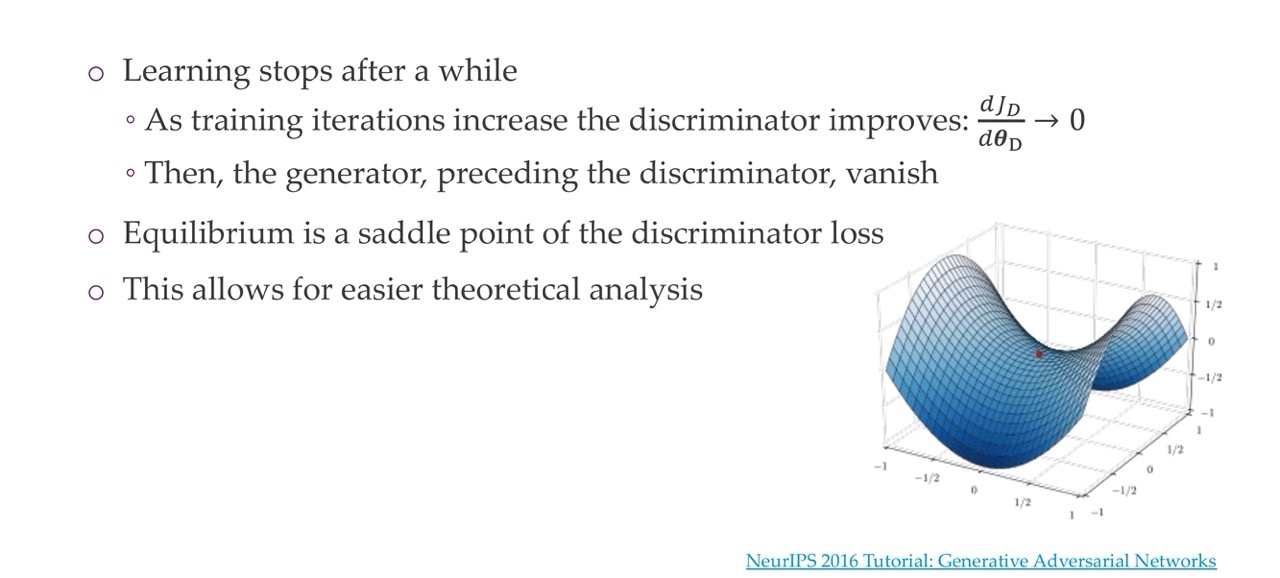 ○ Learning stops after a while
◦ As training iterations increase the discriminator improves: dJ_D/dθ_D → 0
◦ Then, the generator, preceding the discriminator, vanish
○ Equilibrium is a saddle point of the discriminator loss
○ This allows for easier theoretical analysis
1
1/2
0
−1/2
−1
1
1/2
0
−1/2
−1
−1
−1/2
0
1/2
1
NeurIPS 2016 Tutorial: Generative Adversarial Networks